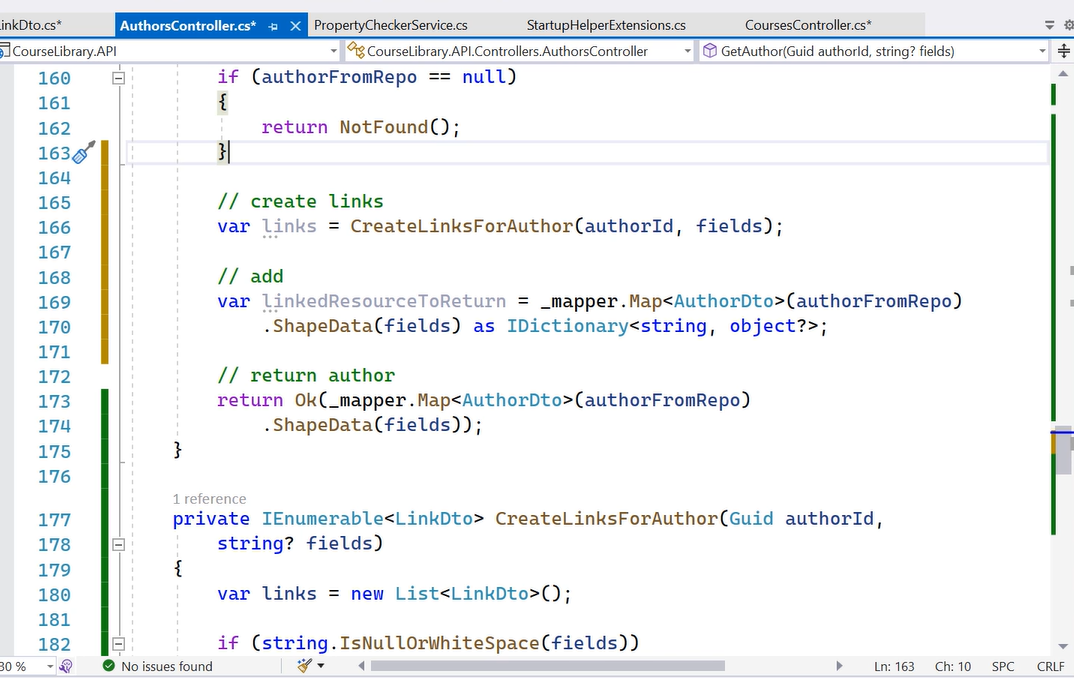 inkDto.cs* AuthorsController.cs* PropertyCheckerService.cs StartupHelperExtensions.cs CoursesController.cs*
CourseLibrary.API CourseLibrary.API.Controllers.AuthorsController GetAuthor(Guid authorId, string? fields)
160 if (authorFromRepo == null)
161 {
162 return NotFound();
163 }
164
165 // create links
166 var links = CreateLinksForAuthor(authorId, fields);
167
168 // add
169 var linkedResourceToReturn = _mapper.Map<AuthorDto>(authorFromRepo)
170 .ShapeData(fields) as IDictionary<string, object?>;
171
172 // return author
173 return Ok(_mapper.Map<AuthorDto>(authorFromRepo)
174 .ShapeData(fields));
175 }
176
1 reference
177 private IEnumerable<LinkDto> CreateLinksForAuthor(Guid authorId,
178 string? fields)
179 {
180 var links = new List<LinkDto>();
181
182 if (string.IsNullOrWhiteSpace(fields))
30 % No issues found Ln: 163 Ch: 10 SPC CRLF